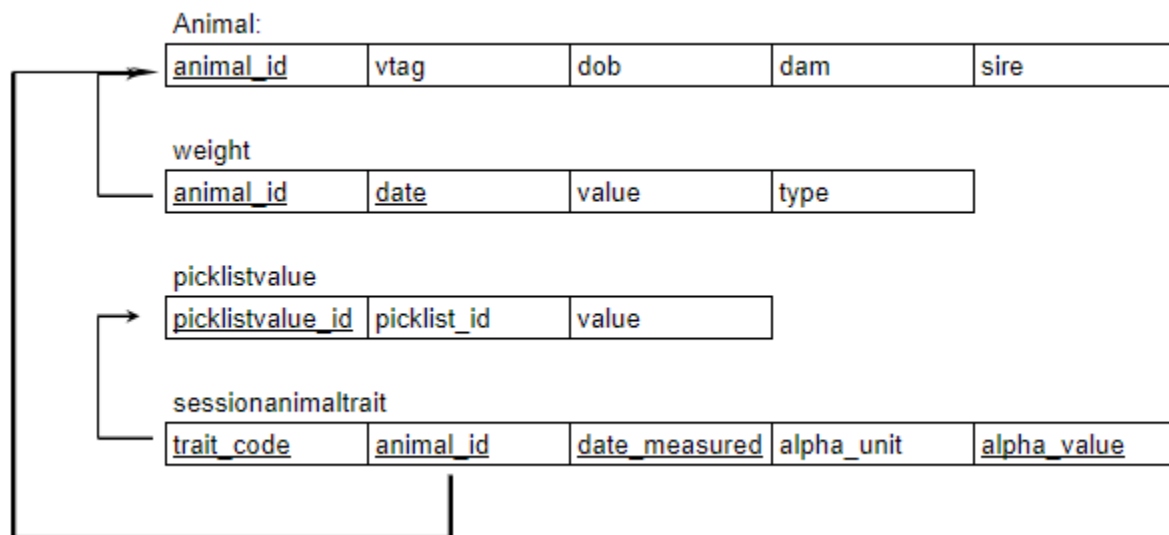 Animal:
animal_id vtag dob dam sire
weight
animal_id date value type
picklistvalue
picklistvalue_id picklist_id value
sessionanimaltrait
trait_code animal_id date_measured alpha_unit alpha_value